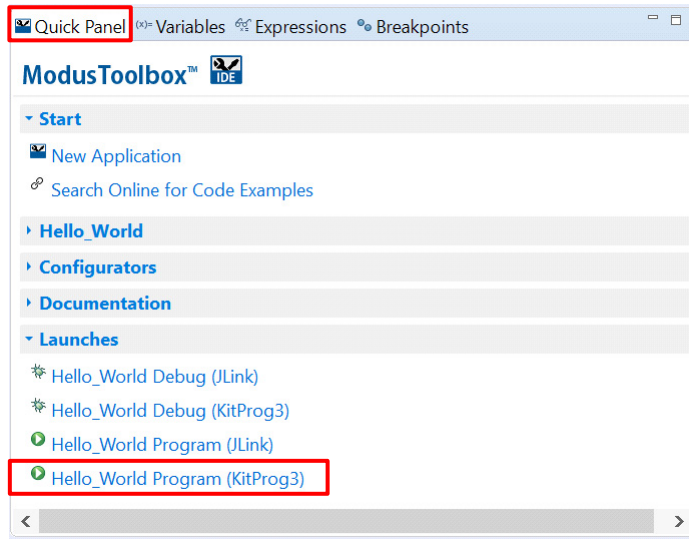 Quick Panel (x)= Variables Expressions Breakpoints
ModusToolbox™ IDE
Start
New Application
Search Online for Code Examples
Hello_World
Configurators
Documentation
Launches
Hello_World Debug (JLink)
Hello_World Debug (KitProg3)
Hello_World Program (JLink)
Hello_World Program (KitProg3)